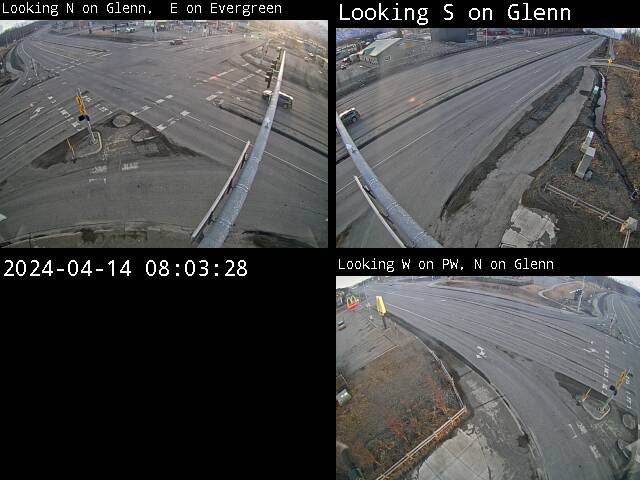 Looking N on Glenn,  E on Evergreen
Looking S on Glenn
2024-04-14 08:03:28
Looking W on PW, N on Glenn